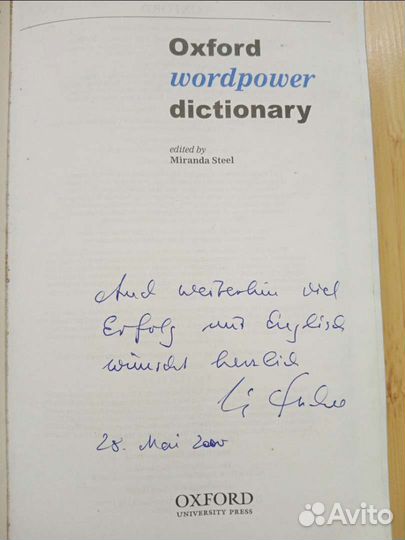 Oxford
wordpower
dictionary
edited by
Miranda Steel
Und weiterhin viel
Erfolg mit Englisch
wünscht herzlich
28. Mai 2000
OXFORD
UNIVERSITY PRESS
Avito